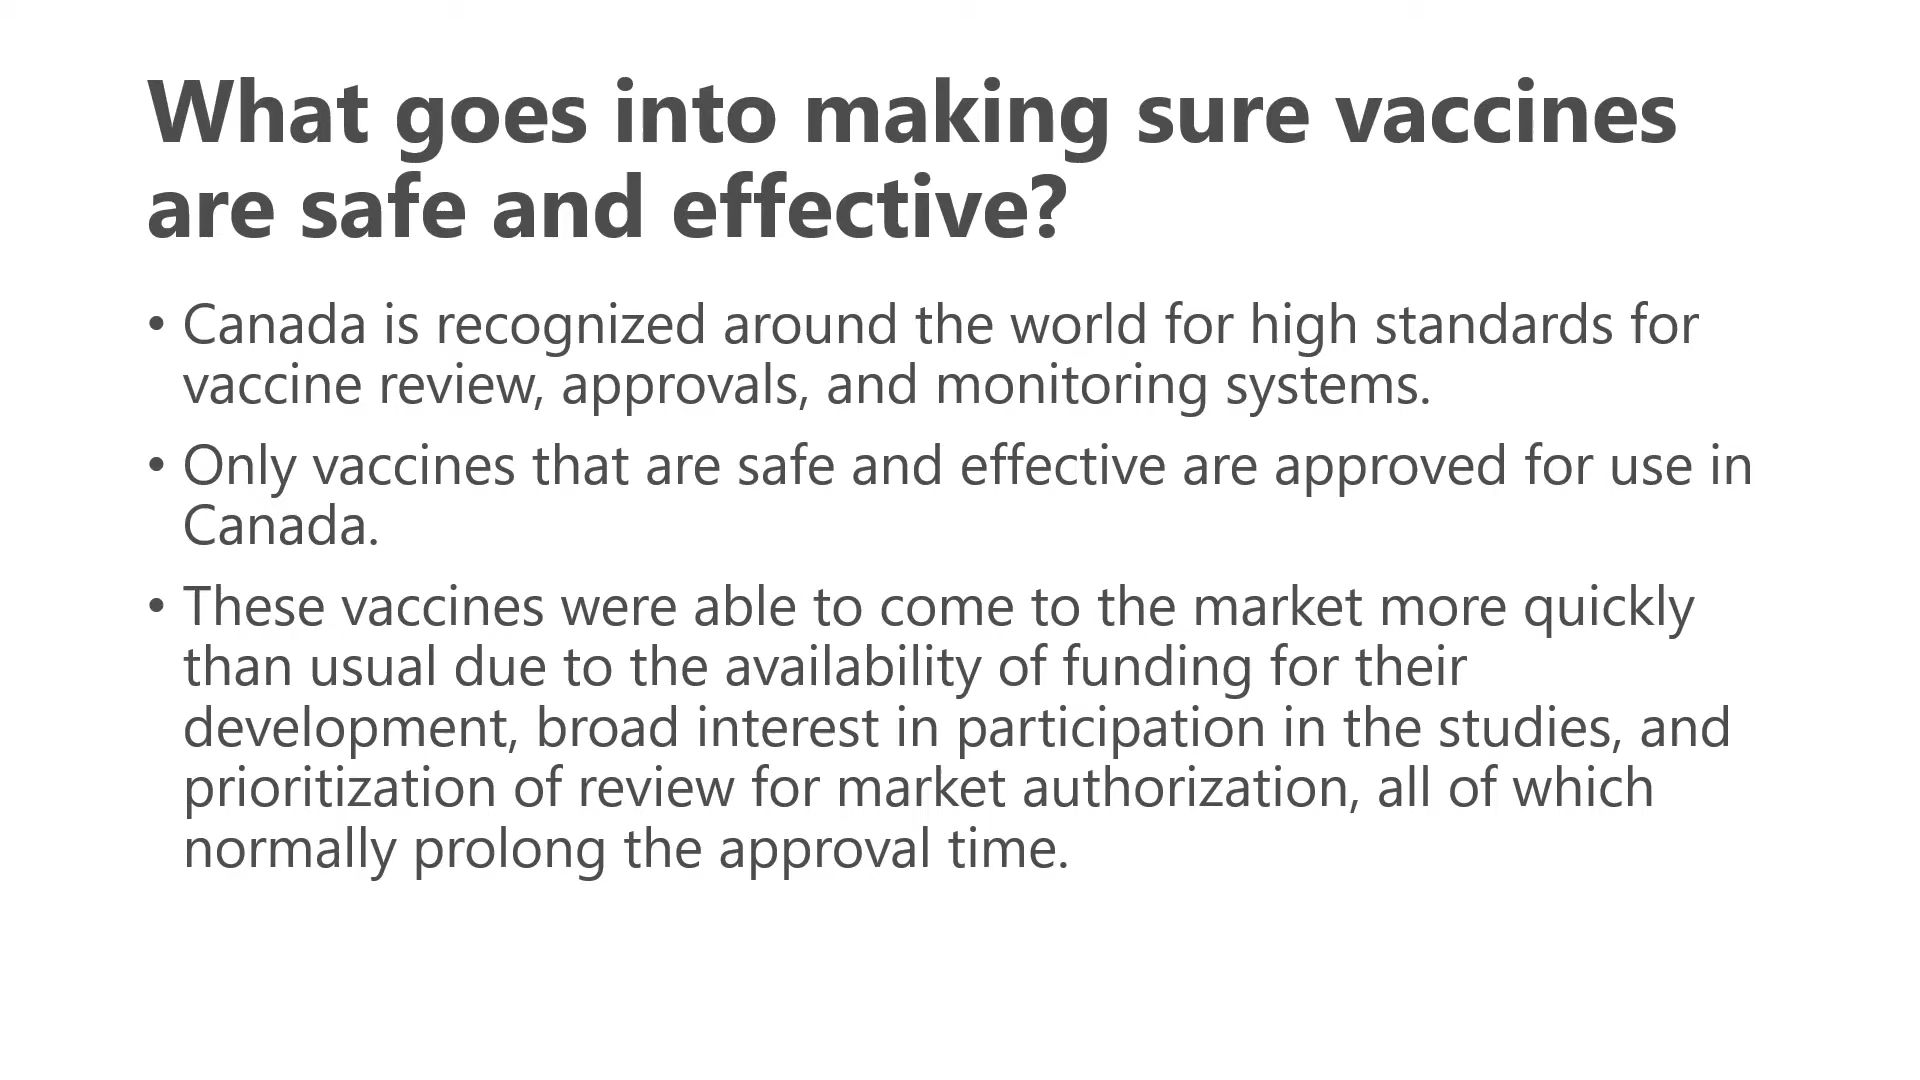 What goes into making sure vaccines
are safe and effective?
• Canada is recognized around the world for high standards for
vaccine review, approvals, and monitoring systems.
• Only vaccines that are safe and effective are approved for use in
Canada.
• These vaccines were able to come to the market more quickly
than usual due to the availability of funding for their
development, broad interest in participation in the studies, and
prioritization of review for market authorization, all of which
normally prolong the approval time.